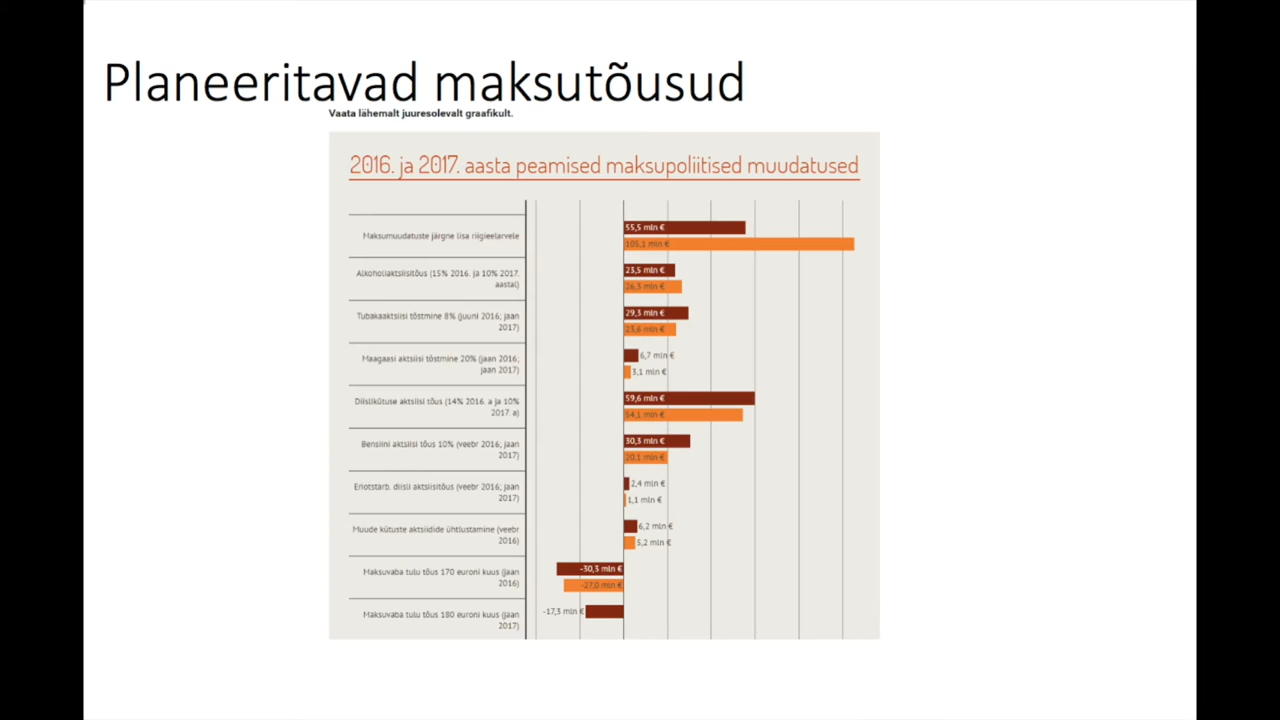 Planeeritavad maksutõusud
Vaata lähemalt juuresolevalt graafikult.
2016. ja 2017. aasta peamised maksupoliitised muudatused
Maksumuudatuste järgne lisa riigieelarvele
55,5 mln €
105,1 mln €
Alkoholiaktsiisitõus (15% 2016. ja 10% 2017.
aastal)
23,5 mln €
26,3 mln €
Tubakaaktsiisi tõstmine 8% (juuni 2016; jaan
2017)
29,3 mln €
23,6 mln €
Maagaasi aktsiisi tõstmine 20% (jaan 2016;
jaan 2017)
6,7 mln €
3,1 mln €
Diislikütuse aktsiisi tõus (14% 2016. a ja 10%
2017. a)
59,6 mln €
54,1 mln €
Bensiini aktsiisi tõus 10% (veebr 2016; jaan
2017)
30,3 mln €
20,1 mln €
Eriotstarb. diisli aktsiisitõus (veebr 2016; jaan
2017)
2,4 mln €
1,1 mln €
Muude kütuste aktsiidide ühtlustamine (veebr
2016)
6,2 mln €
5,2 mln €
Maksuvaba tulu tõus 170 euroni kuus (jaan
2016)
-30,3 mln €
-27,0 mln €
Maksuvaba tulu tõus 180 euroni kuus (jaan
2017)
-17,3 mln €